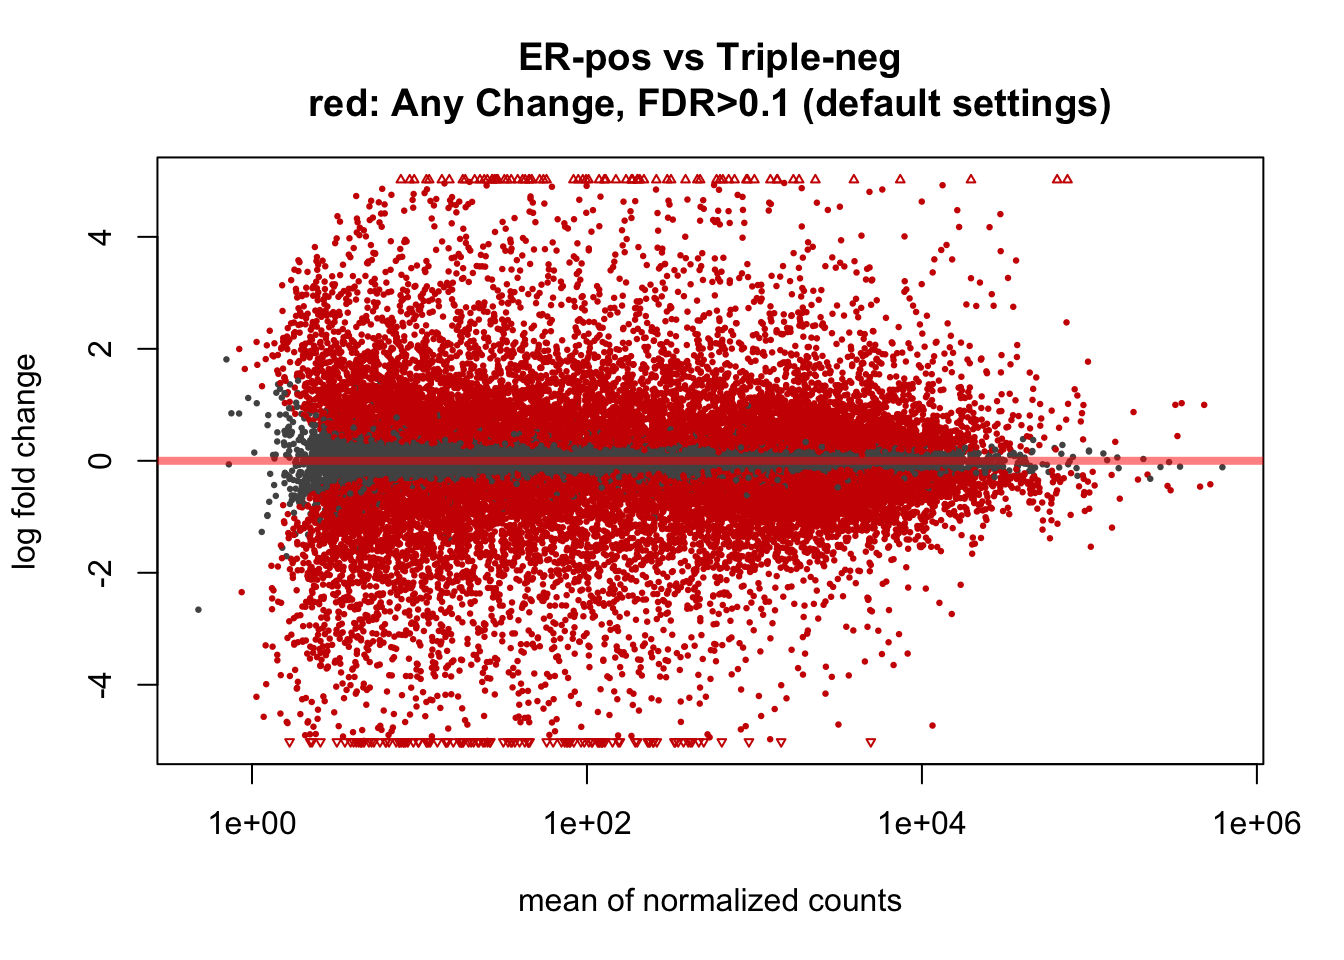 ER-pos vs Triple-neg
red: Any Change, FDR>0.1 (default settings)
log fold change
4
2
0
-2
-4
1e+00 1e+02 1e+04 1e+06
mean of normalized counts